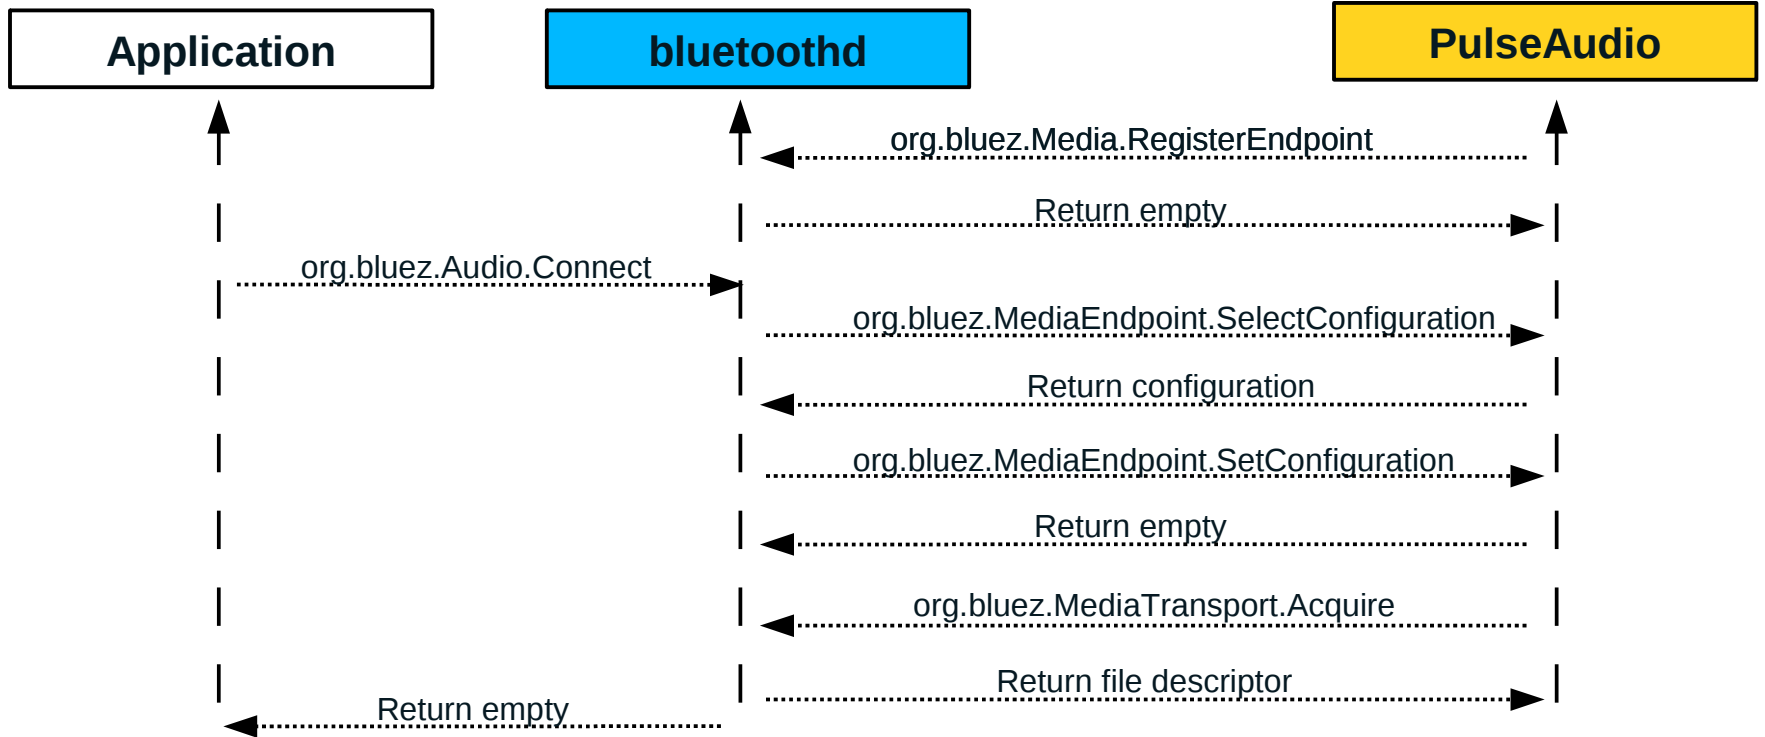 Application
bluetoothd
PulseAudio
org.bluez.Media.RegisterEndpoint
Return empty
org.bluez.Audio.Connect
org.bluez.MediaEndpoint.SelectConfiguration
Return configuration
org.bluez.MediaEndpoint.SetConfiguration
Return empty
org.bluez.MediaTransport.Acquire
Return file descriptor
Return empty